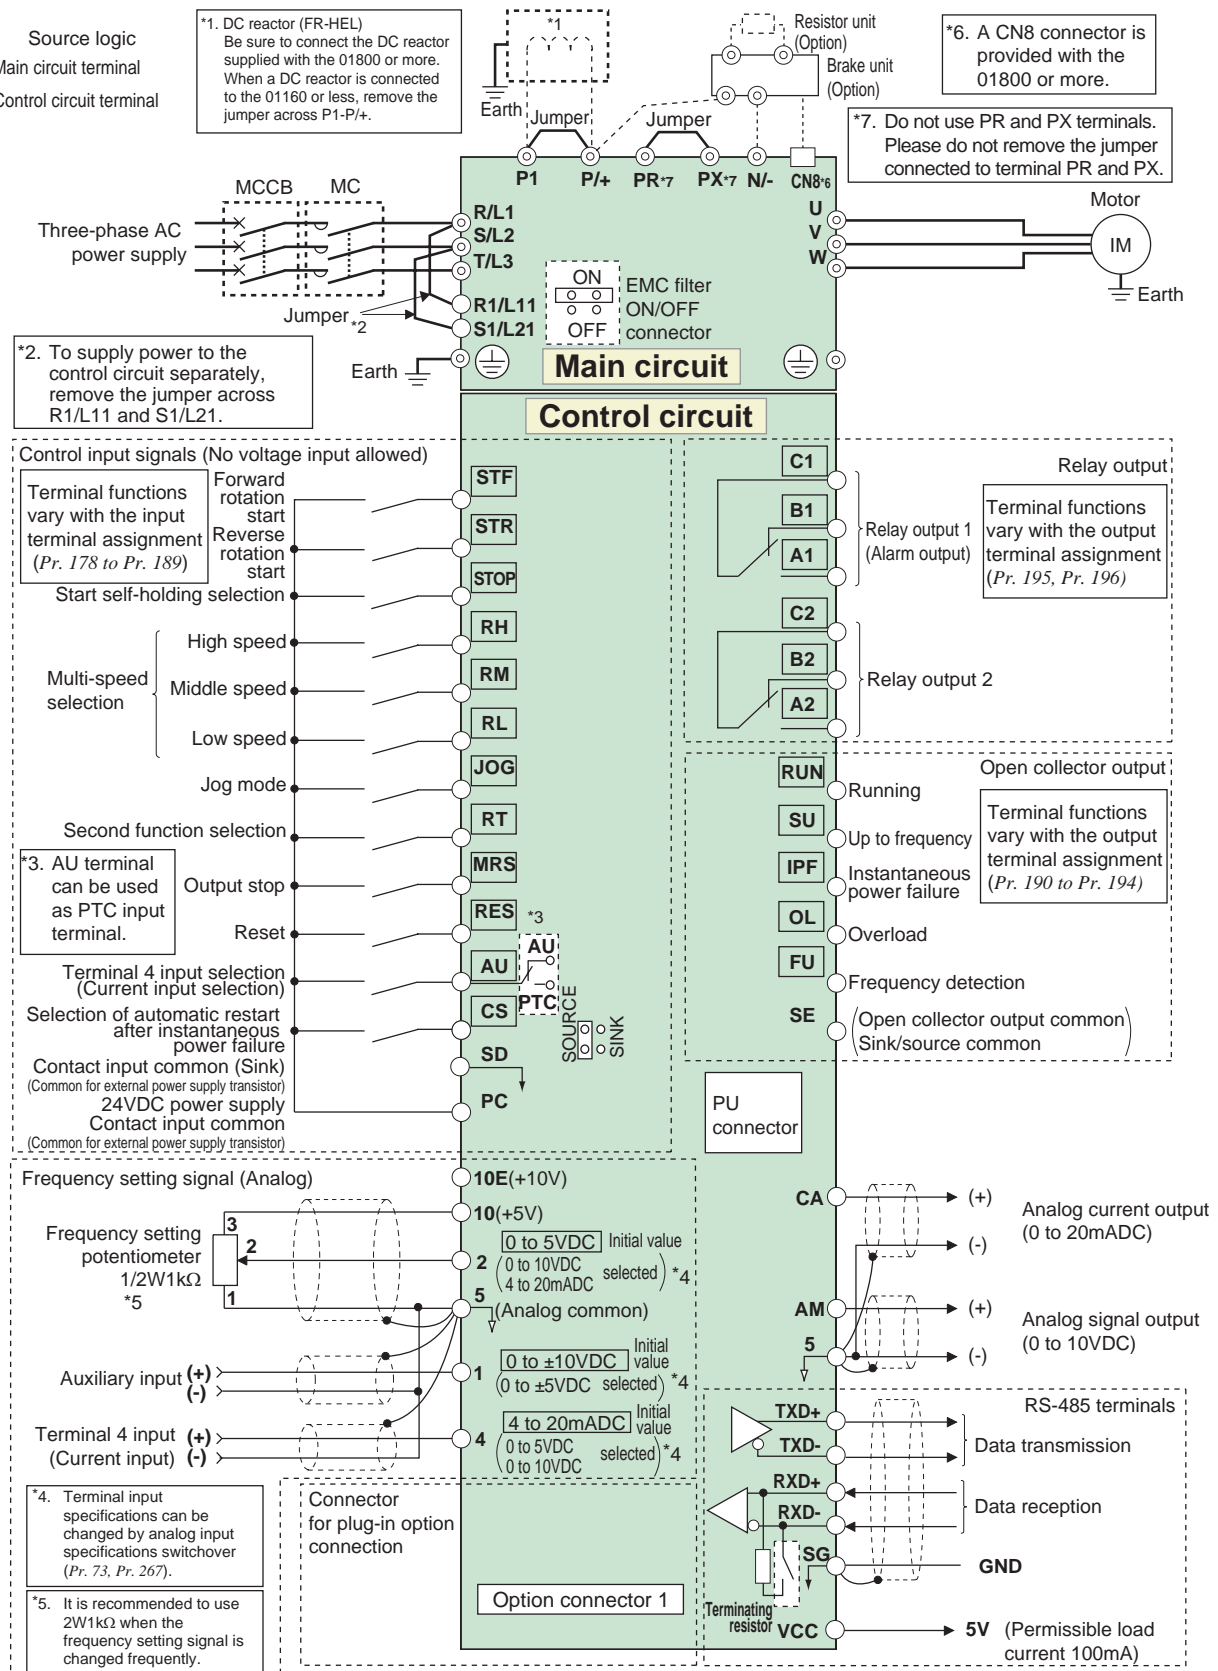 Source logic
Main circuit terminal
Control circuit terminal
*1. DC reactor (FR-HEL)
Be sure to connect the DC reactor
supplied with the 01800 or more.
When a DC reactor is connected
to the 01160 or less, remove the
jumper across P1-P/+.
*1
Earth
Jumper
Jumper
Resistor unit
(Option)
Brake unit
(Option)
*6. A CN8 connector is
provided with the
01800 or more.
*7. Do not use PR and PX terminals.
Please do not remove the jumper
connected to terminal PR and PX.
P1 P/+ PR*7 PX*7 N/- CN8*6
MCCB MC
Three-phase AC
power supply
R/L1
S/L2
T/L3
R1/L11
S1/L21
Jumper
*2
Earth
ON
OFF
EMC filter
ON/OFF
connector
U
V
W
Motor
IM
Earth
*2. To supply power to the
control circuit separately,
remove the jumper across
R1/L11 and S1/L21.
Main circuit
Control circuit
Control input signals (No voltage input allowed)
Terminal functions
vary with the input
terminal assignment
(Pr. 178 to Pr. 189)
Forward
rotation
start
STF
Reverse
rotation
start
STR
Start self-holding selection
STOP
Multi-speed
selection
High speed
RH
Middle speed
RM
Low speed
RL
Jog mode
JOG
Second function selection
RT
*3. AU terminal
can be used
as PTC input
terminal.
Output stop
MRS
Reset
RES *3
Terminal 4 input selection
(Current input selection)
AU
AU
PTC
Selection of automatic restart
after instantaneous
power failure
CS
SOURCE
SINK
Contact input common (Sink)
(Common for external power supply transistor)
SD
24VDC power supply
Contact input common
(Common for external power supply transistor)
PC
C1
B1
A1
Relay output
Relay output 1
(Alarm output)
Terminal functions
vary with the output
terminal assignment
(Pr. 195, Pr. 196)
C2
B2
A2
Relay output 2
Open collector output
RUN
Running
SU
Up to frequency
IPF
Instantaneous
power failure
OL
Overload
FU
Frequency detection
SE
(Open collector output common)
Sink/source common
Terminal functions
vary with the output
terminal assignment
(Pr. 190 to Pr. 194)
PU
connector
Frequency setting signal (Analog)
10E(+10V)
10(+5V)
Frequency setting
potentiometer
1/2W1kΩ
*5
3
2
1
2
0 to 5VDC Initial value
(0 to 10VDC
4 to 20mADC selected) *4
5
(Analog common)
Auxiliary input (+)
(-)
1
0 to ±10VDC Initial
value
(0 to ±5VDC selected) *4
Terminal 4 input (+)
(Current input) (-)
4
4 to 20mADC Initial
value
(0 to 5VDC
0 to 10VDC selected) *4
CA
(+)
(-)
Analog current output
(0 to 20mADC)
AM
5
(+)
(-)
Analog signal output
(0 to 10VDC)
RS-485 terminals
TXD+
TXD-
Data transmission
RXD+
RXD-
Data reception
SG
GND
Terminating
resistor
VCC
5V (Permissible load
current 100mA)
*4. Terminal input
specifications can be
changed by analog input
specifications switchover
(Pr. 73, Pr. 267).
*5. It is recommended to use
2W1kΩ when the
frequency setting signal is
changed frequently.
Connector
for plug-in option
connection
Option connector 1